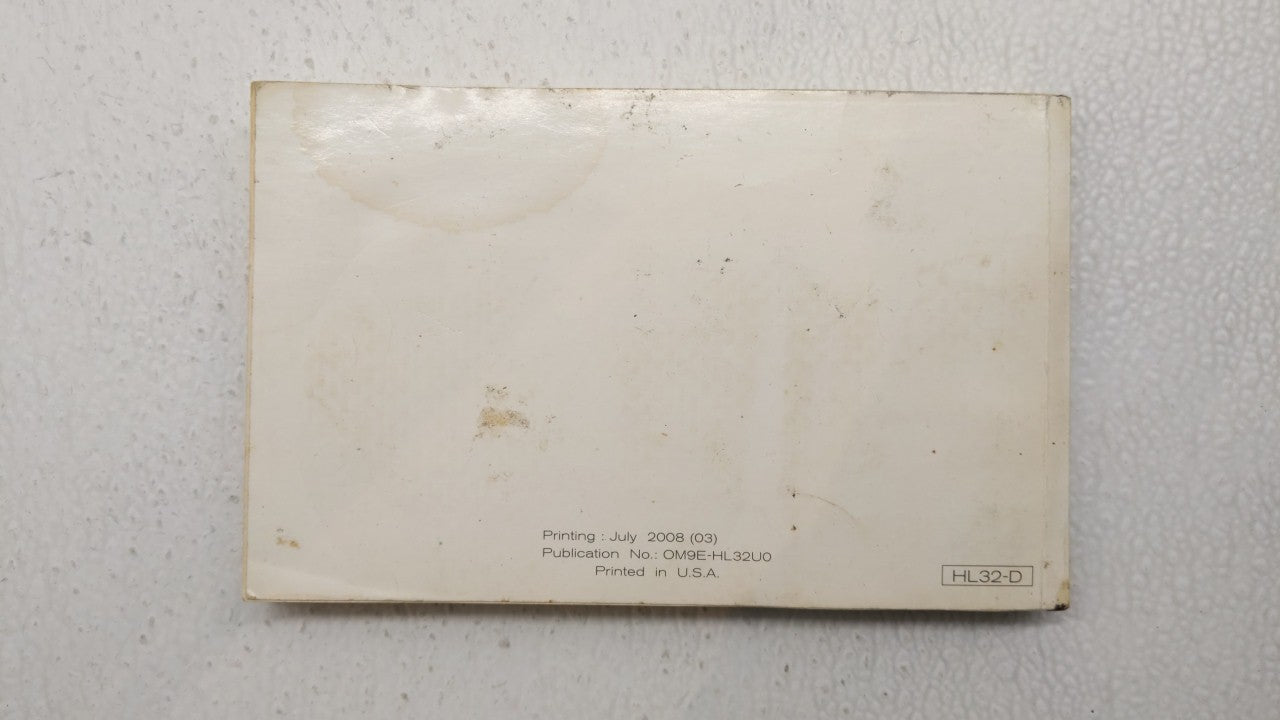 Printing : July 2008 (03)
Publication No.: OM9E-HL32U0
Printed in U.S.A.
HL32-D